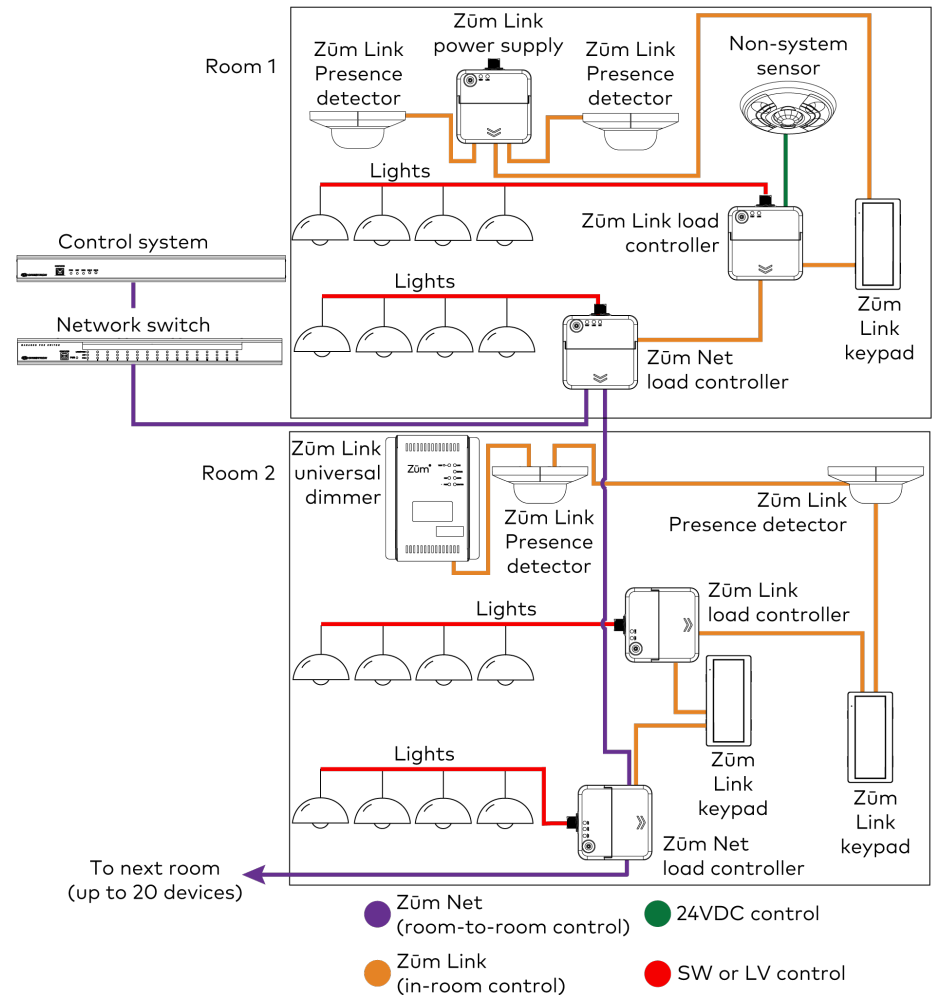 Room 1
Zūm Link
Presence
detector
Zūm Link
power supply
Zūm Link
Presence
detector
Non-system
sensor
Lights
Zūm Link load
controller
Control system
Lights
Zūm
Link
keypad
Network switch
Zūm Net
load controller
Room 2
Zūm Link
universal
dimmer
Zūm
Zūm Link
Presence
detector
Zūm Link
Presence detector
Lights
Zūm Link
load controller
Lights
Zūm
Link
keypad
Zūm
Link
keypad
Zūm Net
load controller
To next room
(up to 20 devices)
Zūm Net
(room-to-room control)
24VDC control
Zūm Link
(in-room control)
SW or LV control